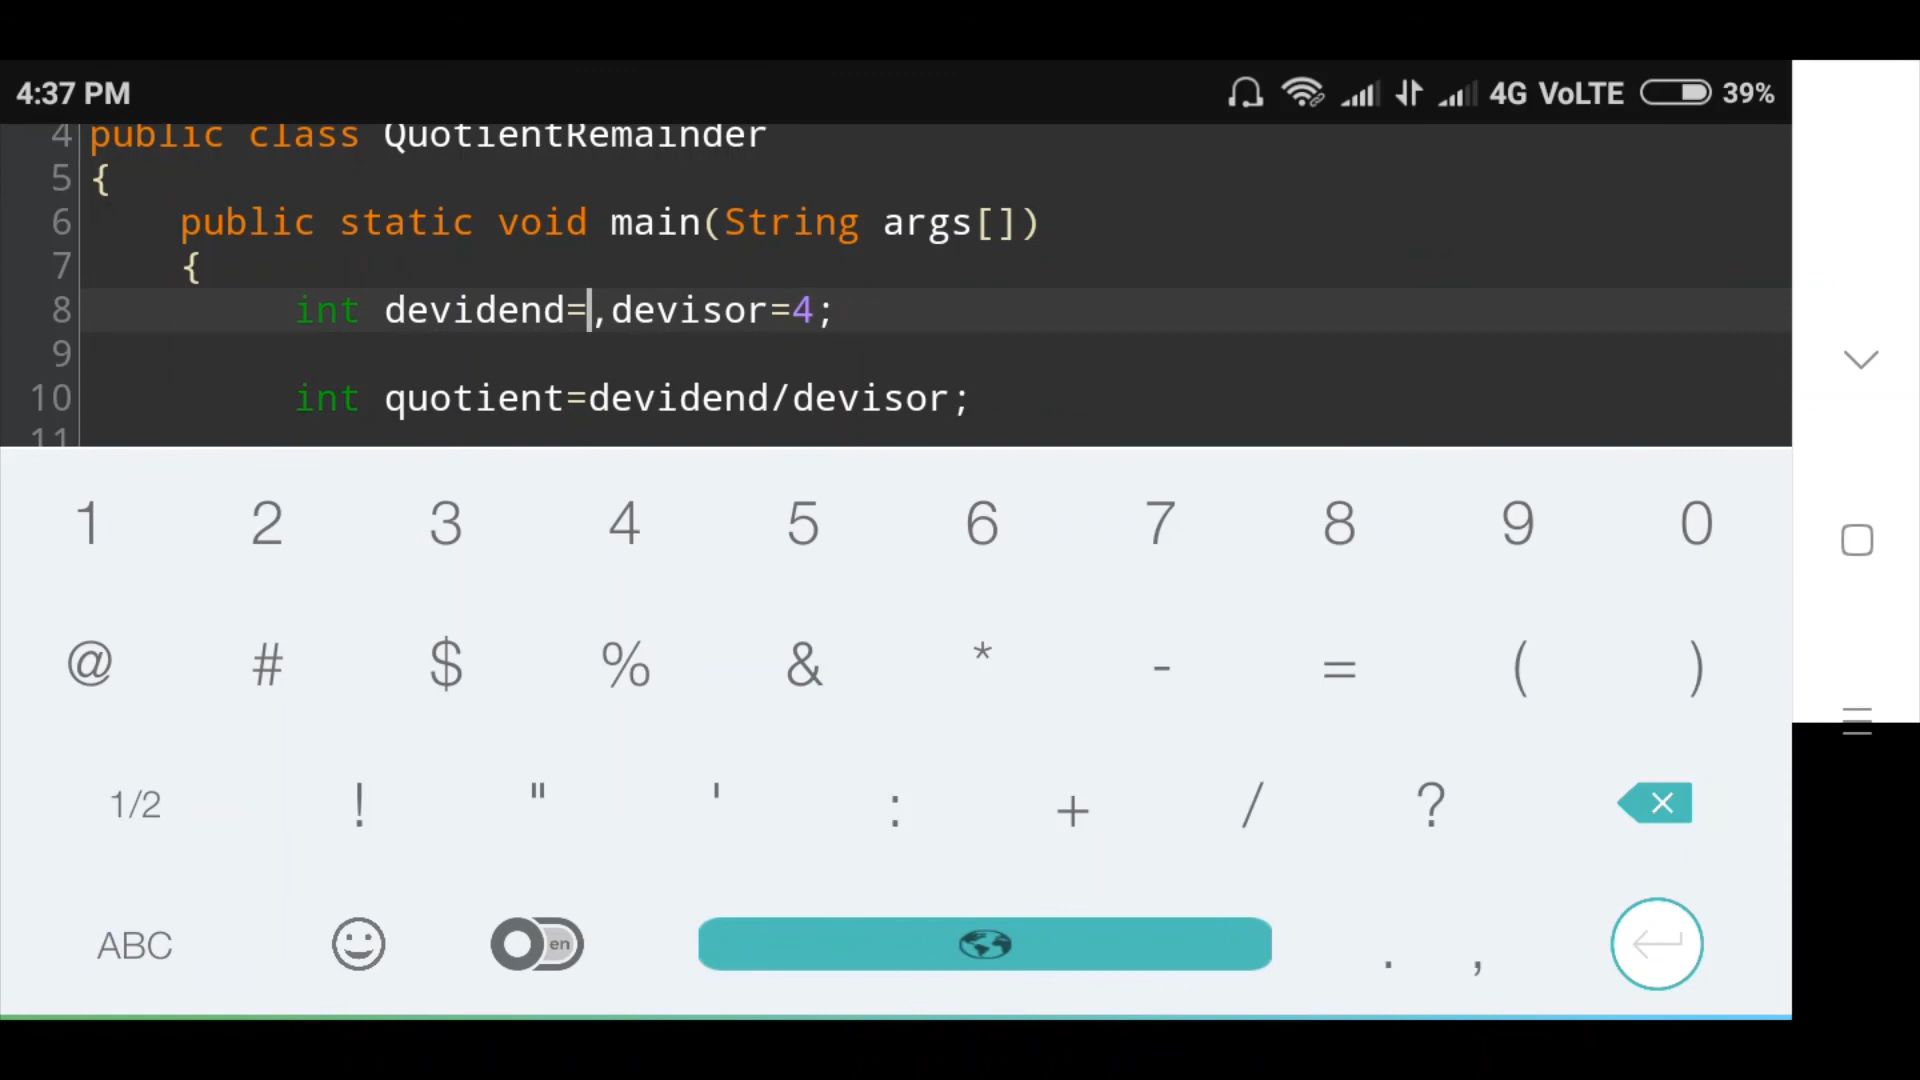 4:37 PM 4G VoLTE 39%
4 public class QuotientRemainder
5 {
6 public static void main(String args[])
7 {
8 int devidend=,devisor=4;
9
10 int quotient=devidend/devisor;
11
1 2 3 4 5 6 7 8 9 0
@ # $ % & * - = ( )
1/2 ! " ' : + / ?
ABC en . ,